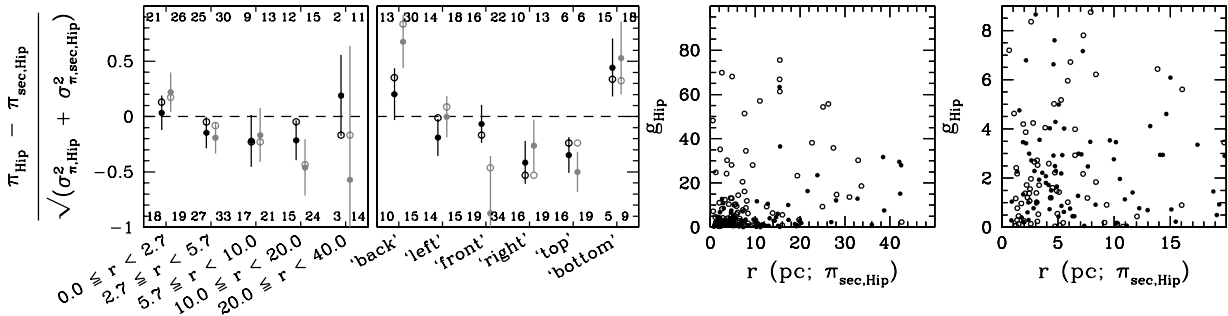 π_Hip − π_sec,Hip
√(σ²_π,Hip + σ²_π,sec,Hip)
0.5
0
−0.5
−1
21 26 25 30 9 13 12 15 2 11
18 19 27 33 17 21 15 24 3 14
0.0 ≦ r < 2.7
2.7 ≦ r < 5.7
5.7 ≦ r < 10.0
10.0 ≦ r < 20.0
20.0 ≦ r < 40.0
13 30 14 18 16 22 10 13 6 6 15 18
10 15 14 15 19 34 16 19 16 19 5 9
'back'
'left'
'front'
'right'
'top'
'bottom'
g_Hip
80
60
40
20
0
0 10 20 30 40
r (pc; π_sec,Hip)
g_Hip
8
6
4
2
0
0 5 10 15
r (pc; π_sec,Hip)